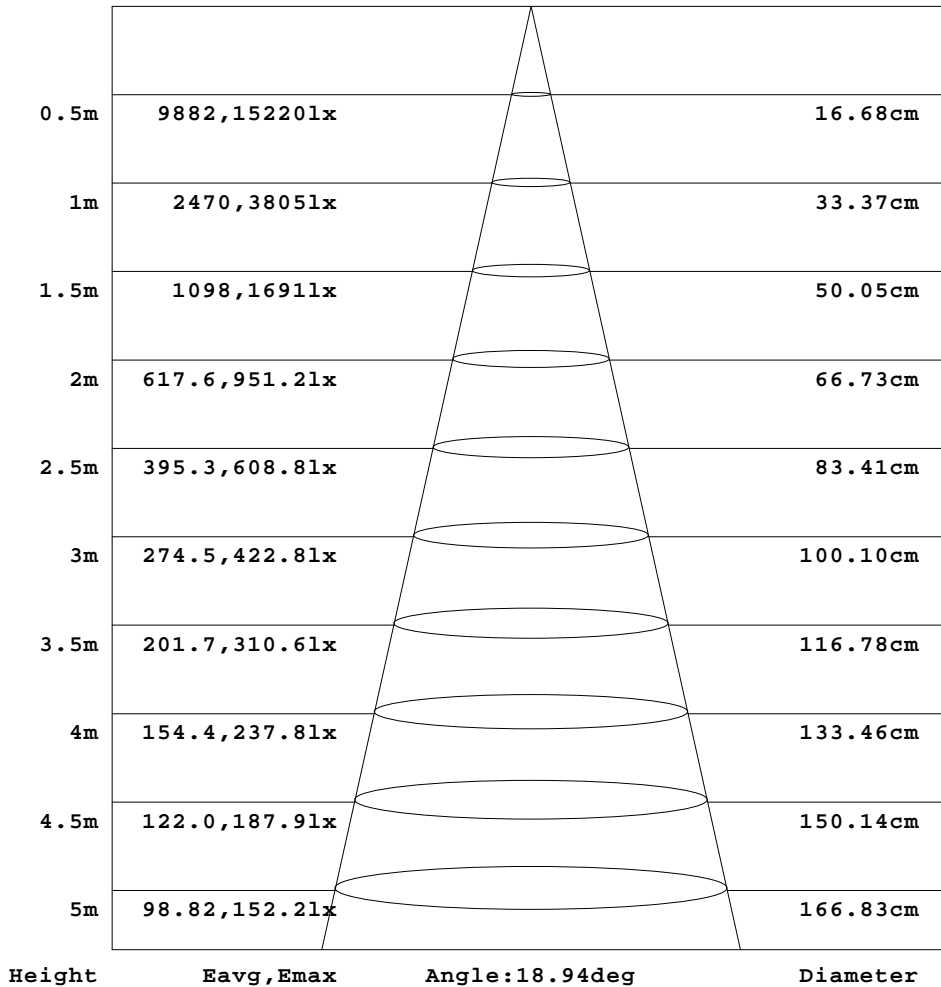 0.5m 9882,15220lx 16.68cm
1m 2470,3805lx 33.37cm
1.5m 1098,1691lx 50.05cm
2m 617.6,951.2lx 66.73cm
2.5m 395.3,608.8lx 83.41cm
3m 274.5,422.8lx 100.10cm
3.5m 201.7,310.6lx 116.78cm
4m 154.4,237.8lx 133.46cm
4.5m 122.0,187.9lx 150.14cm
5m 98.82,152.2lx 166.83cm
Height Eavg,Emax Angle:18.94deg Diameter